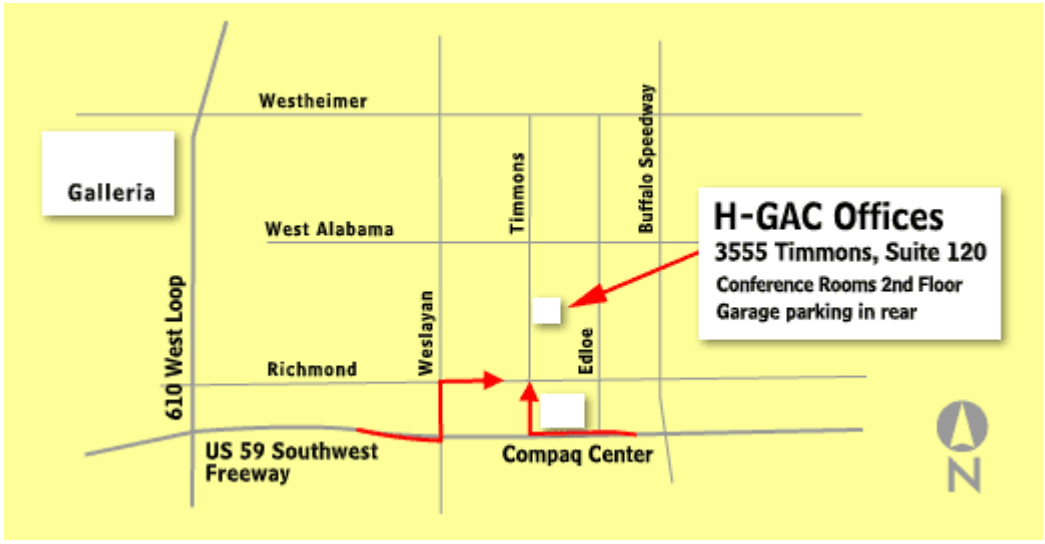 Westheimer
Galleria
Timmons
Buffalo Speedway
H-GAC Offices
3555 Timmons, Suite 120
Conference Rooms 2nd Floor
Garage parking in rear
West Alabama
610 West Loop
Weslayan
Edloe
Richmond
US 59 Southwest
Freeway
Compaq Center
N